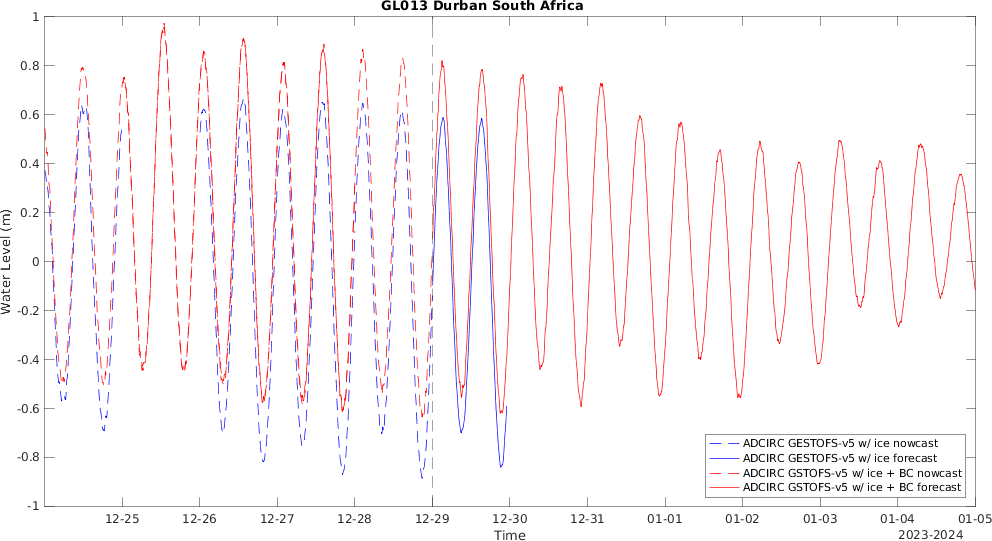 GL013 Durban South Africa
Water Level (m)
1
0.8
0.6
0.4
0.2
0
-0.2
-0.4
-0.6
-0.8
-1
ADCIRC GESTOFS-v5 w/ ice nowcast
ADCIRC GESTOFS-v5 w/ ice forecast
ADCIRC GSTOFS-v5 w/ ice + BC nowcast
ADCIRC GSTOFS-v5 w/ ice + BC forecast
12-25 12-26 12-27 12-28 12-29 12-30 12-31 01-01 01-02 01-03 01-04 01-05
Time
2023-2024